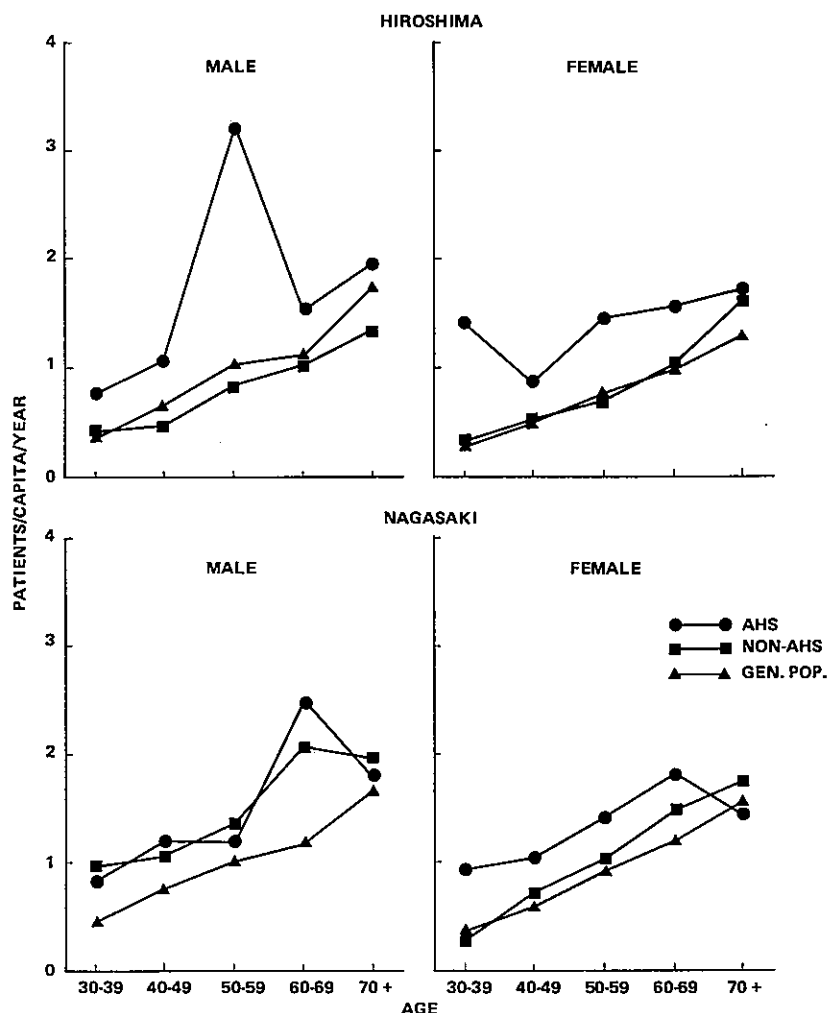 HIROSHIMA
MALE
FEMALE
4
3
2
1
0
PATIENTS/CAPITA/YEAR
NAGASAKI
MALE
FEMALE
4
3
2
1
0
AHS
NON-AHS
GEN. POP.
30-39 40-49 50-59 60-69 70 + 30-39 40-49 50-59 60-69 70 +
AGE